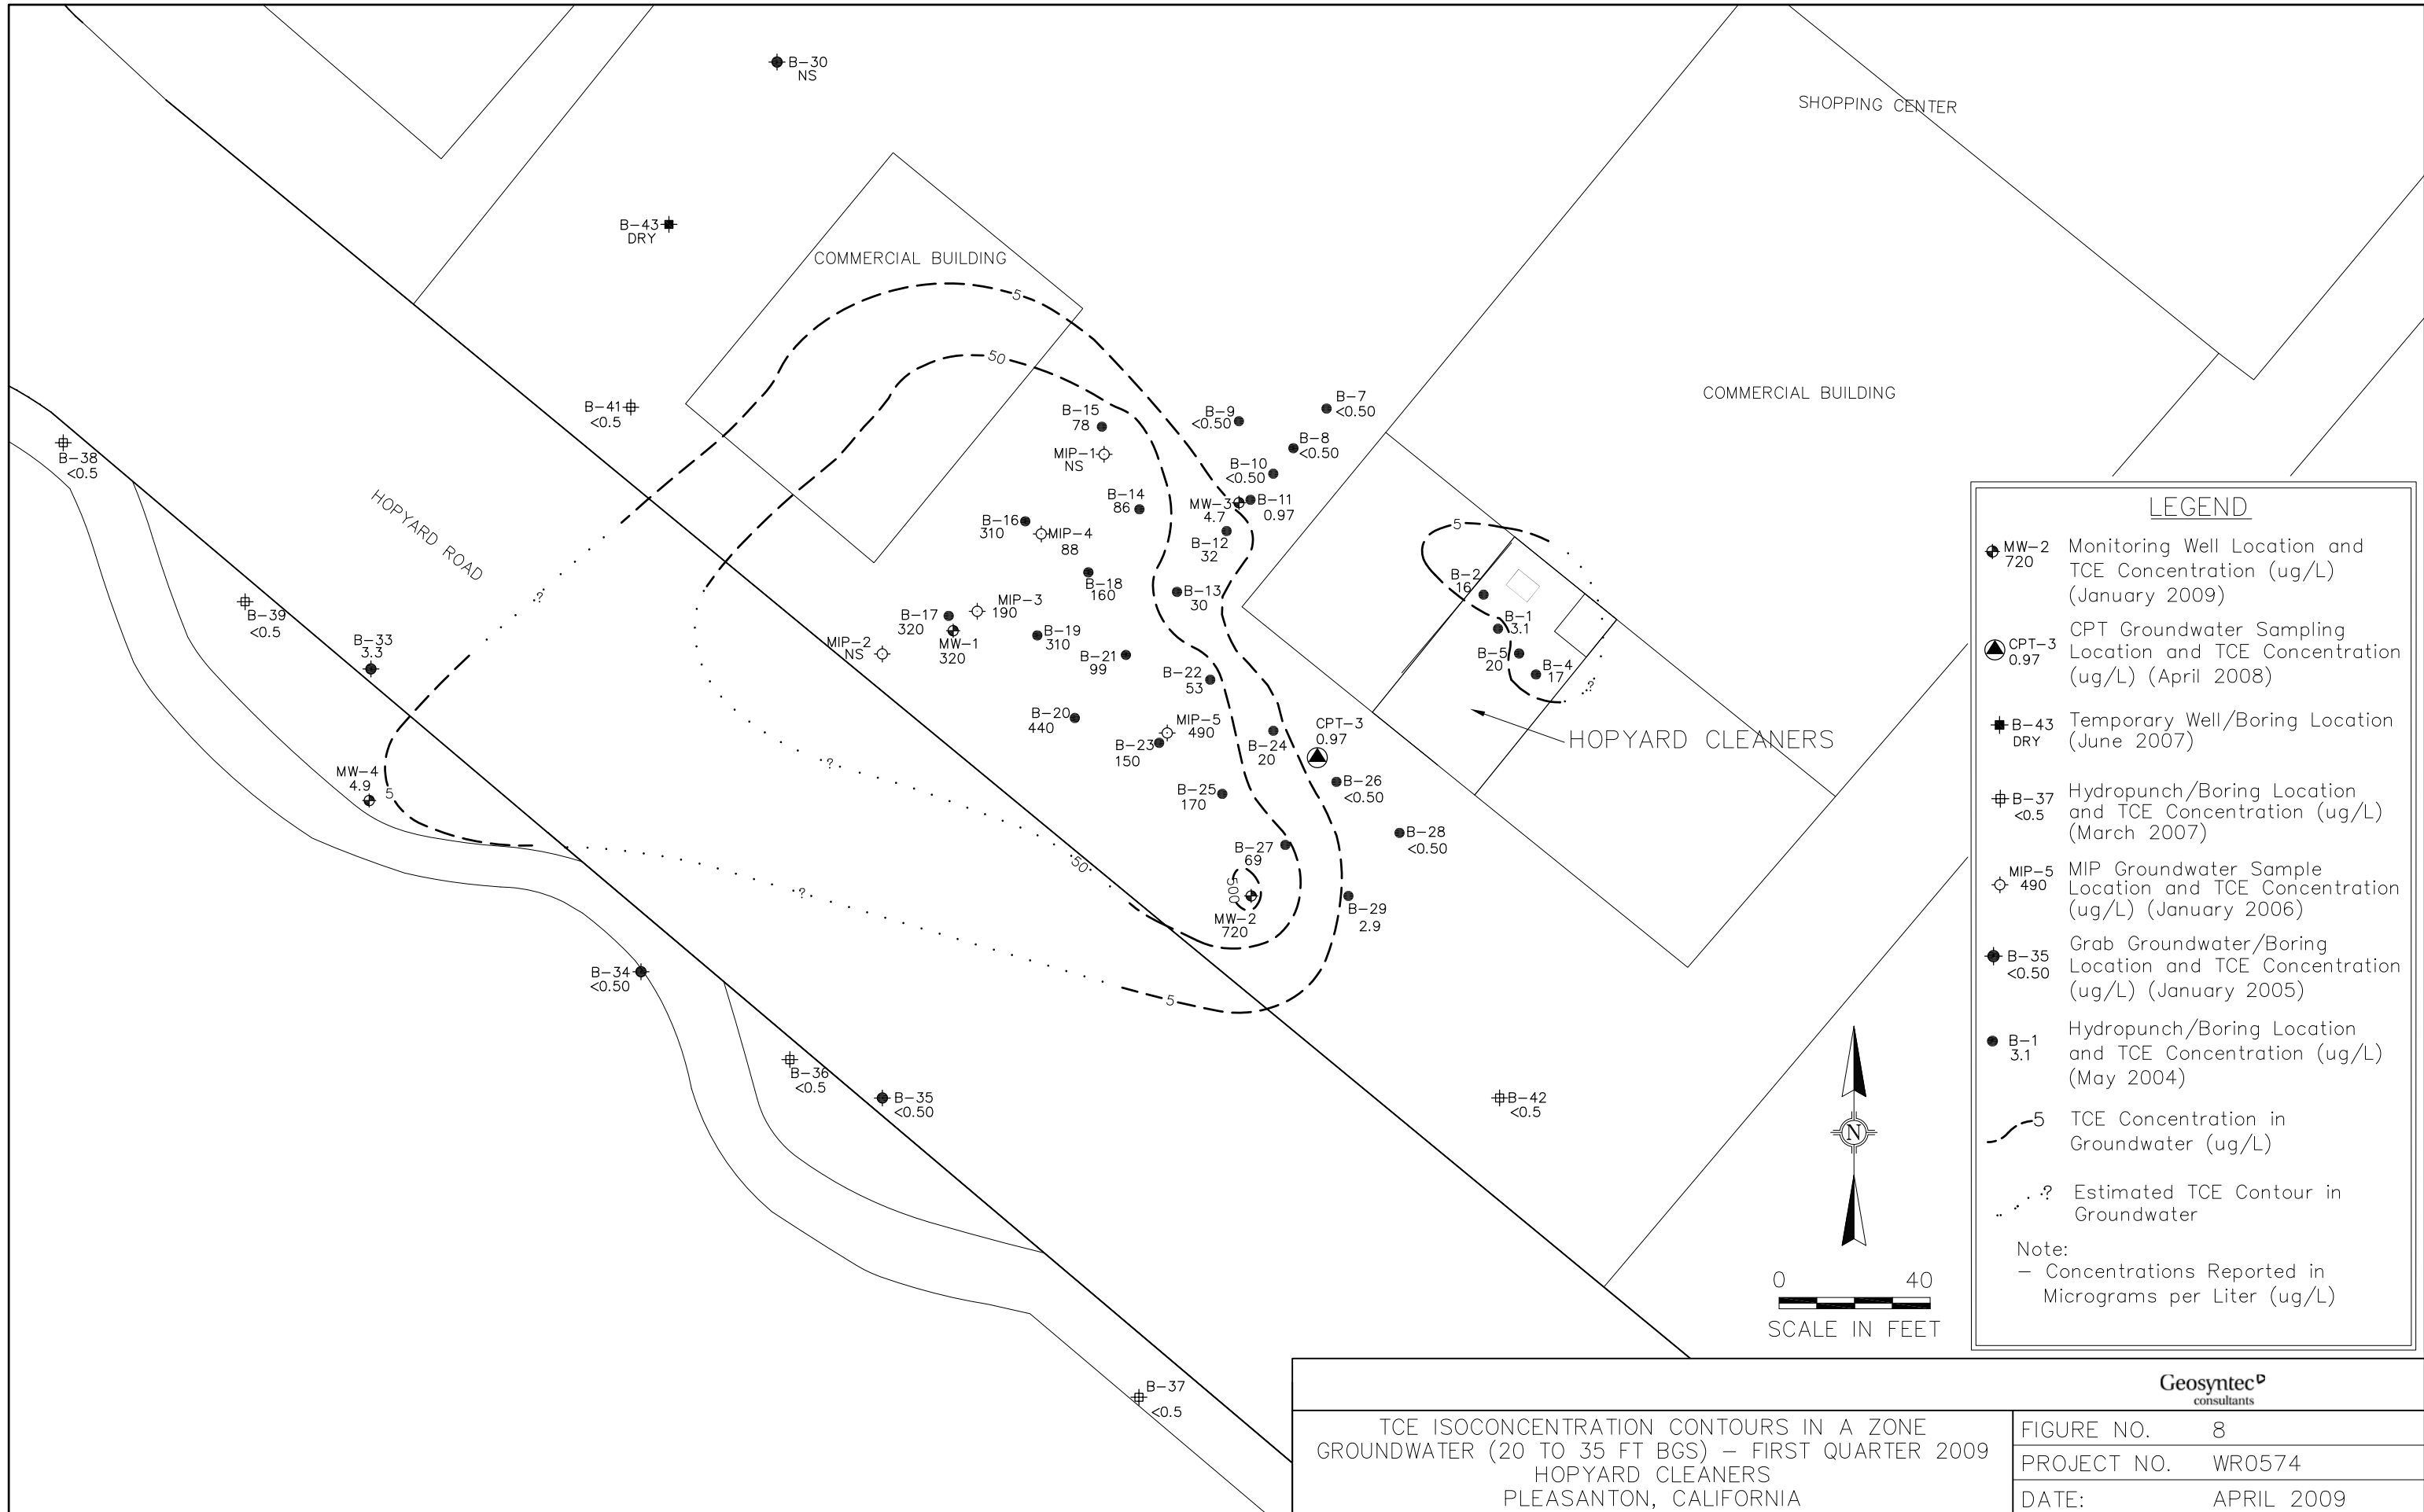 B-30
NS
SHOPPING CENTER
B-43
DRY
COMMERCIAL BUILDING
5
50
COMMERCIAL BUILDING
B-41
<0.5
B-15
78
B-9
<0.50
B-7
<0.50
B-8
<0.50
MIP-1
NS
B-10
<0.50
B-38
<0.5
HOPYARD ROAD
B-14
86
MW-3
4.7
B-11
0.97
B-16
310
MIP-4
88
B-12
32
5
B-18
160
B-13
30
B-2
16
?
B-39
<0.5
B-17
320
MIP-3
190
MW-1
320
B-19
310
B-1
3.1
B-33
3.3
MIP-2
NS
B-21
99
B-5
20
B-4
17
?
B-22
53
B-20
440
MIP-5
490
B-23
150
B-24
20
CPT-3
0.97
HOPYARD CLEANERS
?
MW-4
4.9
5
B-25
170
B-26
<0.50
B-28
<0.50
50
B-27
69
?
500
MW-2
720
B-29
2.9
5
B-34
<0.50
B-36
<0.5
B-35
<0.50
B-42
<0.5
B-37
<0.5
LEGEND
MW-2
720
Monitoring Well Location and
TCE Concentration (ug/L)
(January 2009)
CPT-3
0.97
CPT Groundwater Sampling
Location and TCE Concentration
(ug/L) (April 2008)
B-43
DRY
Temporary Well/Boring Location
(June 2007)
B-37
<0.5
Hydropunch/Boring Location
and TCE Concentration (ug/L)
(March 2007)
MIP-5
490
MIP Groundwater Sample
Location and TCE Concentration
(ug/L) (January 2006)
B-35
<0.50
Grab Groundwater/Boring
Location and TCE Concentration
(ug/L) (January 2005)
B-1
3.1
Hydropunch/Boring Location
and TCE Concentration (ug/L)
(May 2004)
5
TCE Concentration in
Groundwater (ug/L)
?
Estimated TCE Contour in
Groundwater
Note:
- Concentrations Reported in
Micrograms per Liter (ug/L)
N
0 40
SCALE IN FEET
Geosyntec
consultants
TCE ISOCONCENTRATION CONTOURS IN A ZONE
GROUNDWATER (20 TO 35 FT BGS) - FIRST QUARTER 2009
HOPYARD CLEANERS
PLEASANTON, CALIFORNIA
FIGURE NO. 8
PROJECT NO. WR0574
DATE: APRIL 2009